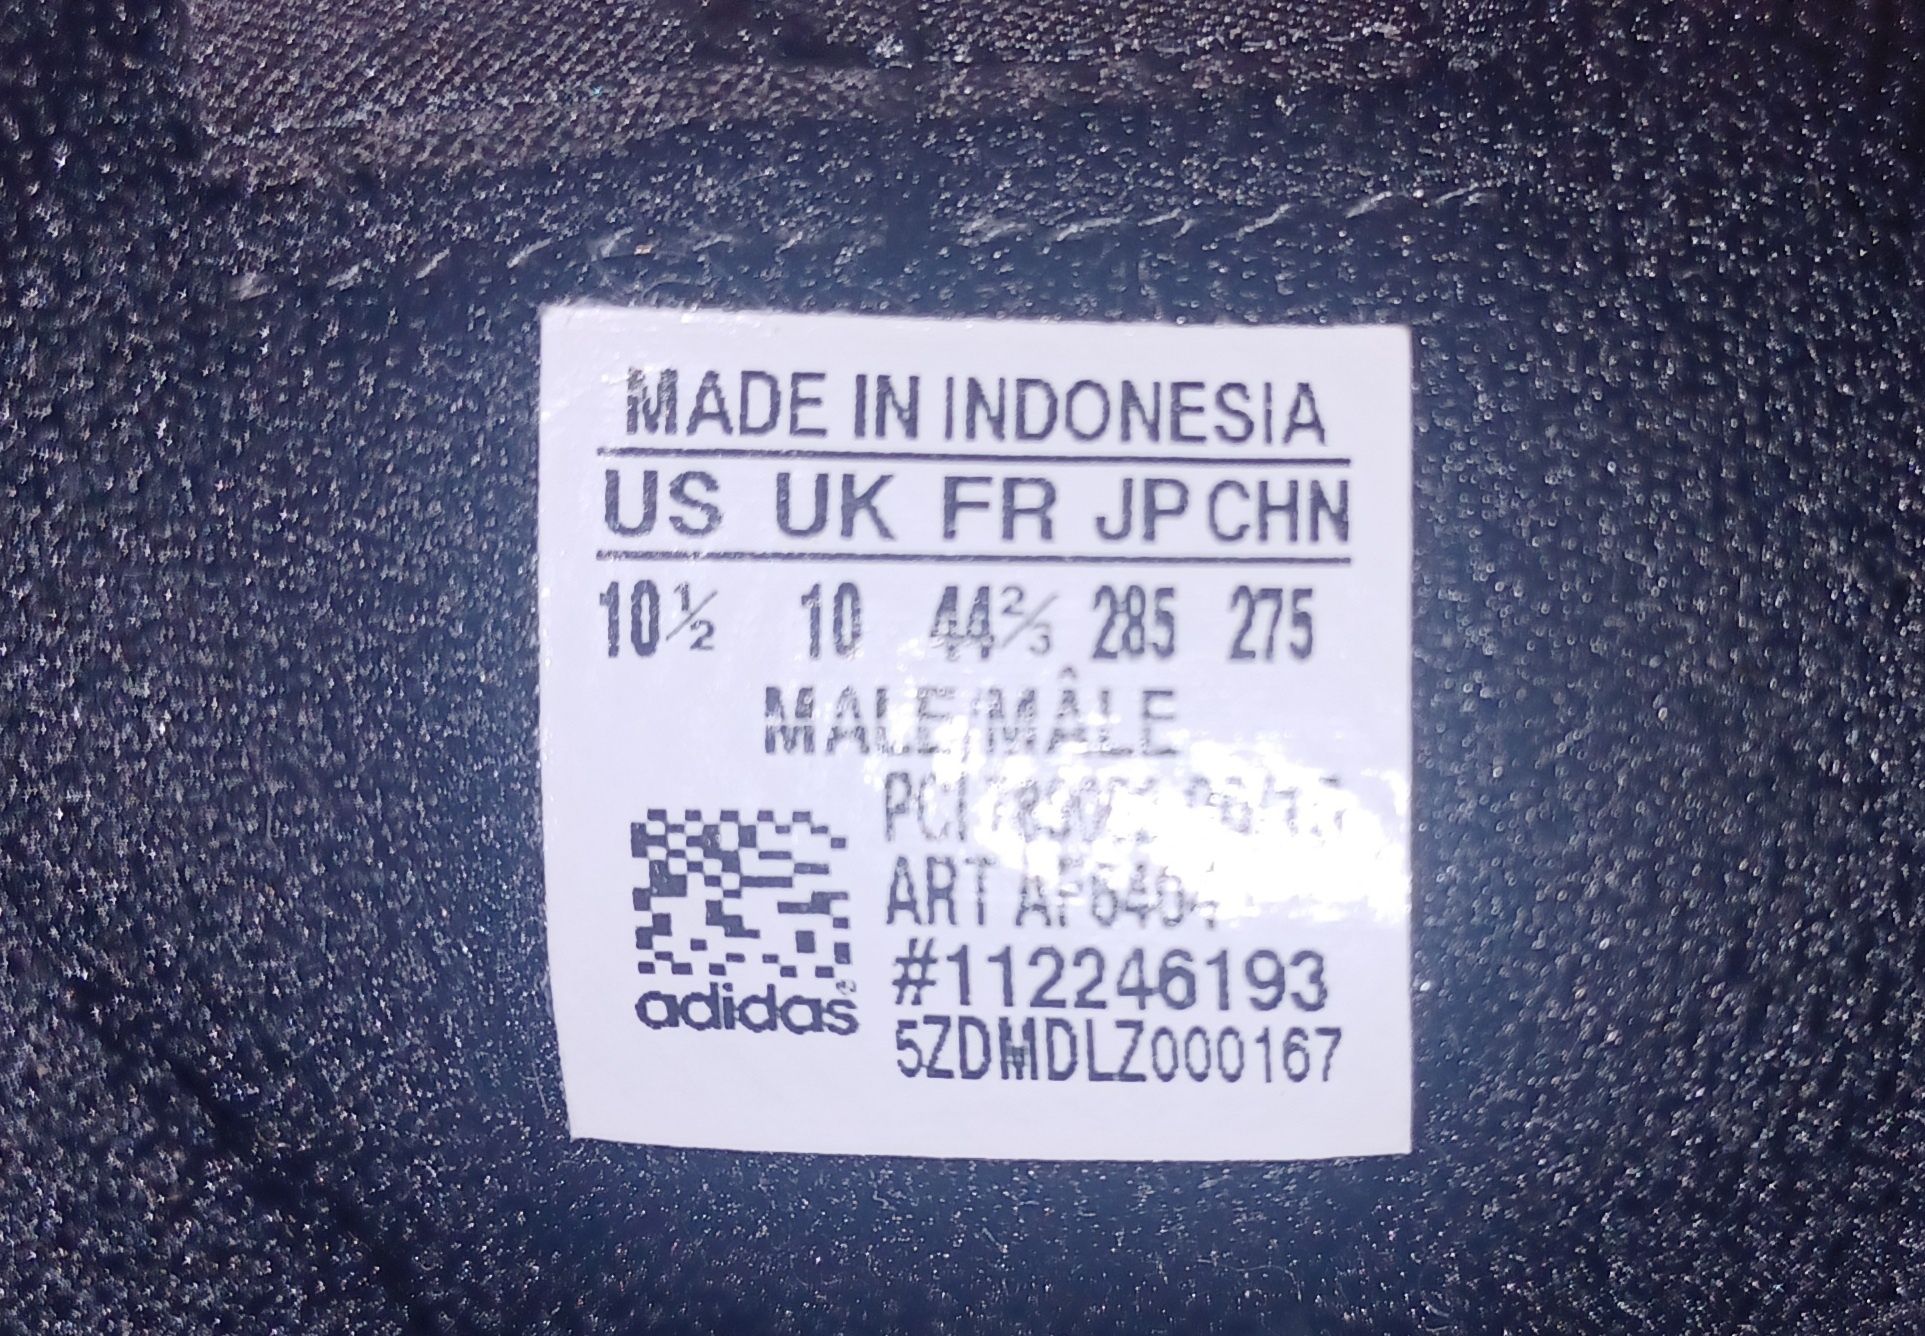 MADE IN INDONESIA
US UK FR JP CHN
10½ 10 44⅔ 285 275
MALE/MÂLE
ART
#112246193
adidas
5ZDMDLZ000167